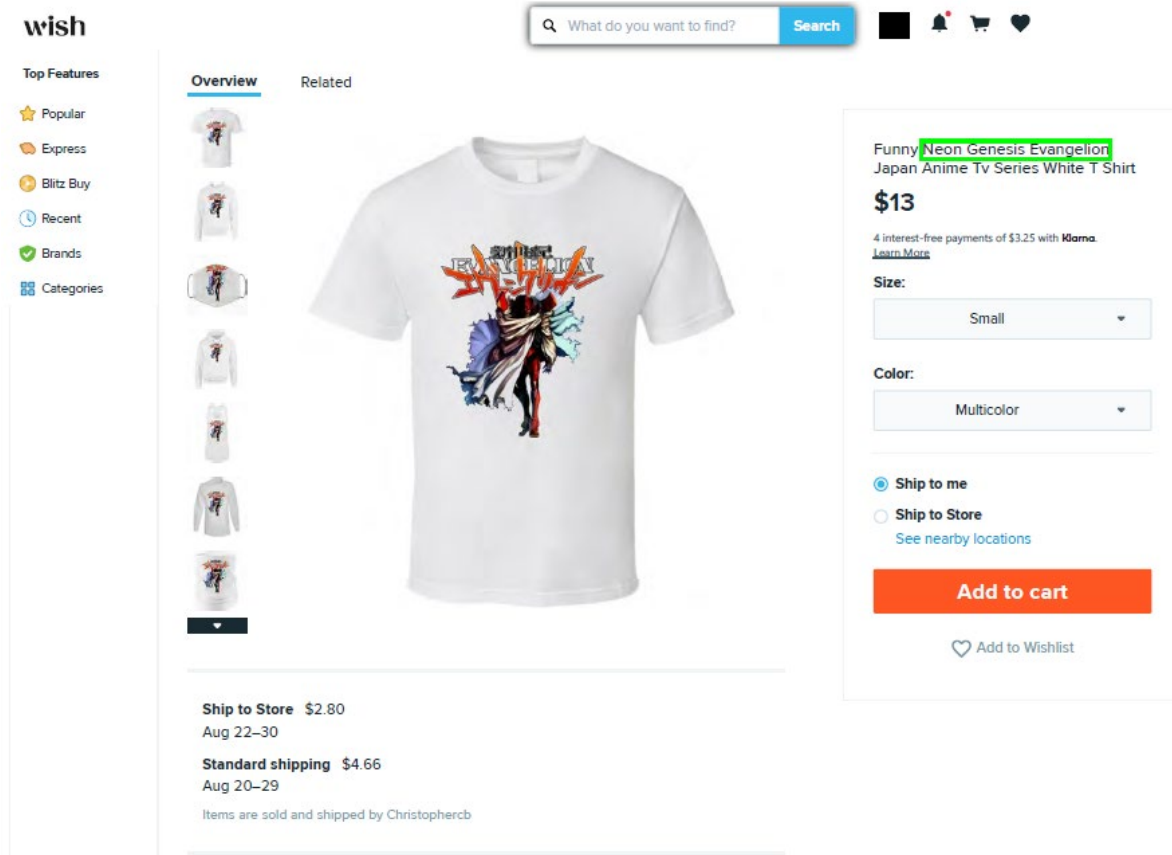 wish
What do you want to find?
Search
Top Features
Popular
Express
Blitz Buy
Recent
Brands
Categories
Overview
Related
EVANGELION
Funny Neon Genesis Evangelion
Japan Anime Tv Series White T Shirt
$13
4 interest-free payments of $3.25 with Klarna.
Learn More
Size:
Small
Color:
Multicolor
Ship to me
Ship to Store
See nearby locations
Add to cart
Add to Wishlist
Ship to Store $2.80
Aug 22–30
Standard shipping $4.66
Aug 20–29
Items are sold and shipped by Christophercb